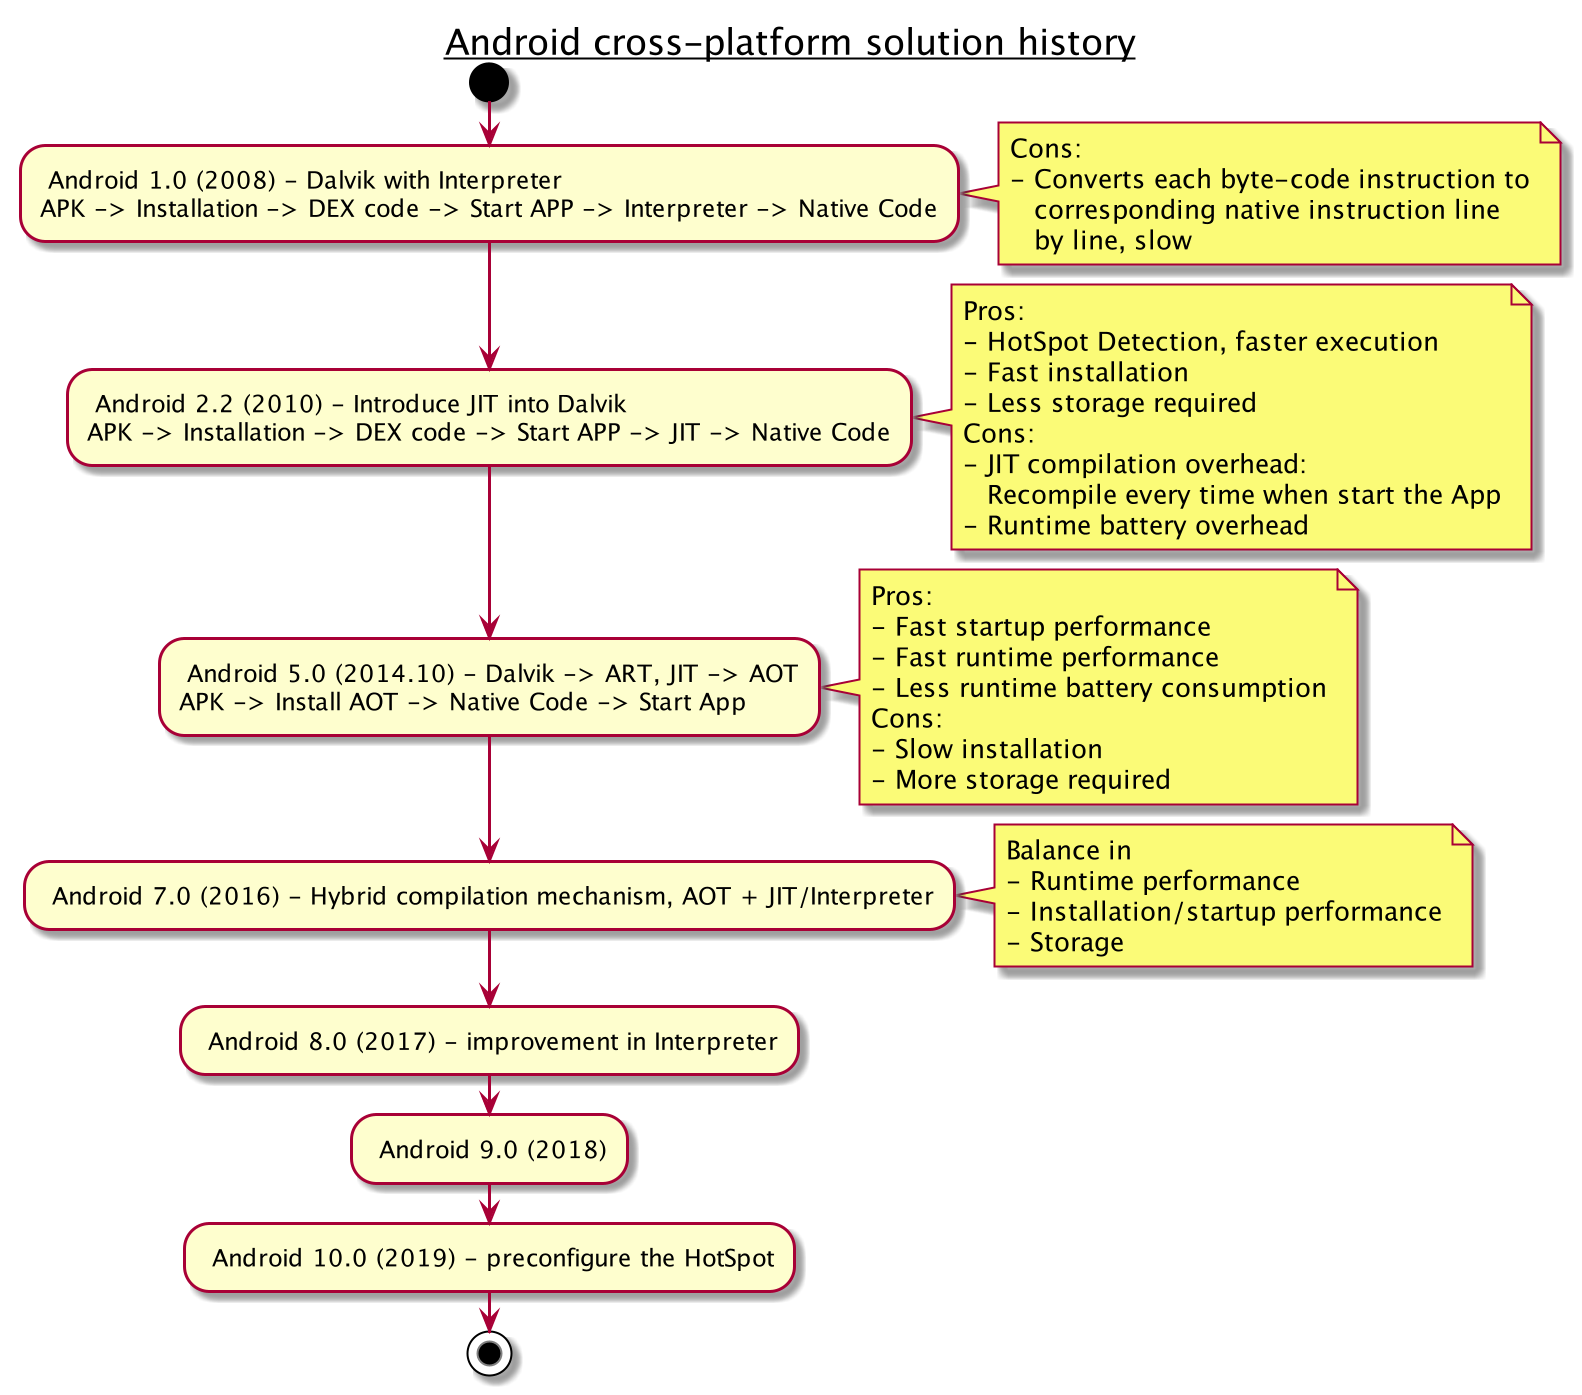 Android cross-platform solution history
Android 1.0 (2008) - Dalvik with Interpreter
APK -> Installation -> DEX code -> Start APP -> Interpreter -> Native Code
Cons:
- Converts each byte-code instruction to
corresponding native instruction line
by line, slow
Android 2.2 (2010) - Introduce JIT into Dalvik
APK -> Installation -> DEX code -> Start APP -> JIT -> Native Code
Pros:
- HotSpot Detection, faster execution
- Fast installation
- Less storage required
Cons:
- JIT compilation overhead:
Recompile every time when start the App
- Runtime battery overhead
Android 5.0 (2014.10) - Dalvik -> ART, JIT -> AOT
APK -> Install AOT -> Native Code -> Start App
Pros:
- Fast startup performance
- Fast runtime performance
- Less runtime battery consumption
Cons:
- Slow installation
- More storage required
Android 7.0 (2016) - Hybrid compilation mechanism, AOT + JIT/Interpreter
Balance in
- Runtime performance
- Installation/startup performance
- Storage
Android 8.0 (2017) - improvement in Interpreter
Android 9.0 (2018)
Android 10.0 (2019) - preconfigure the HotSpot